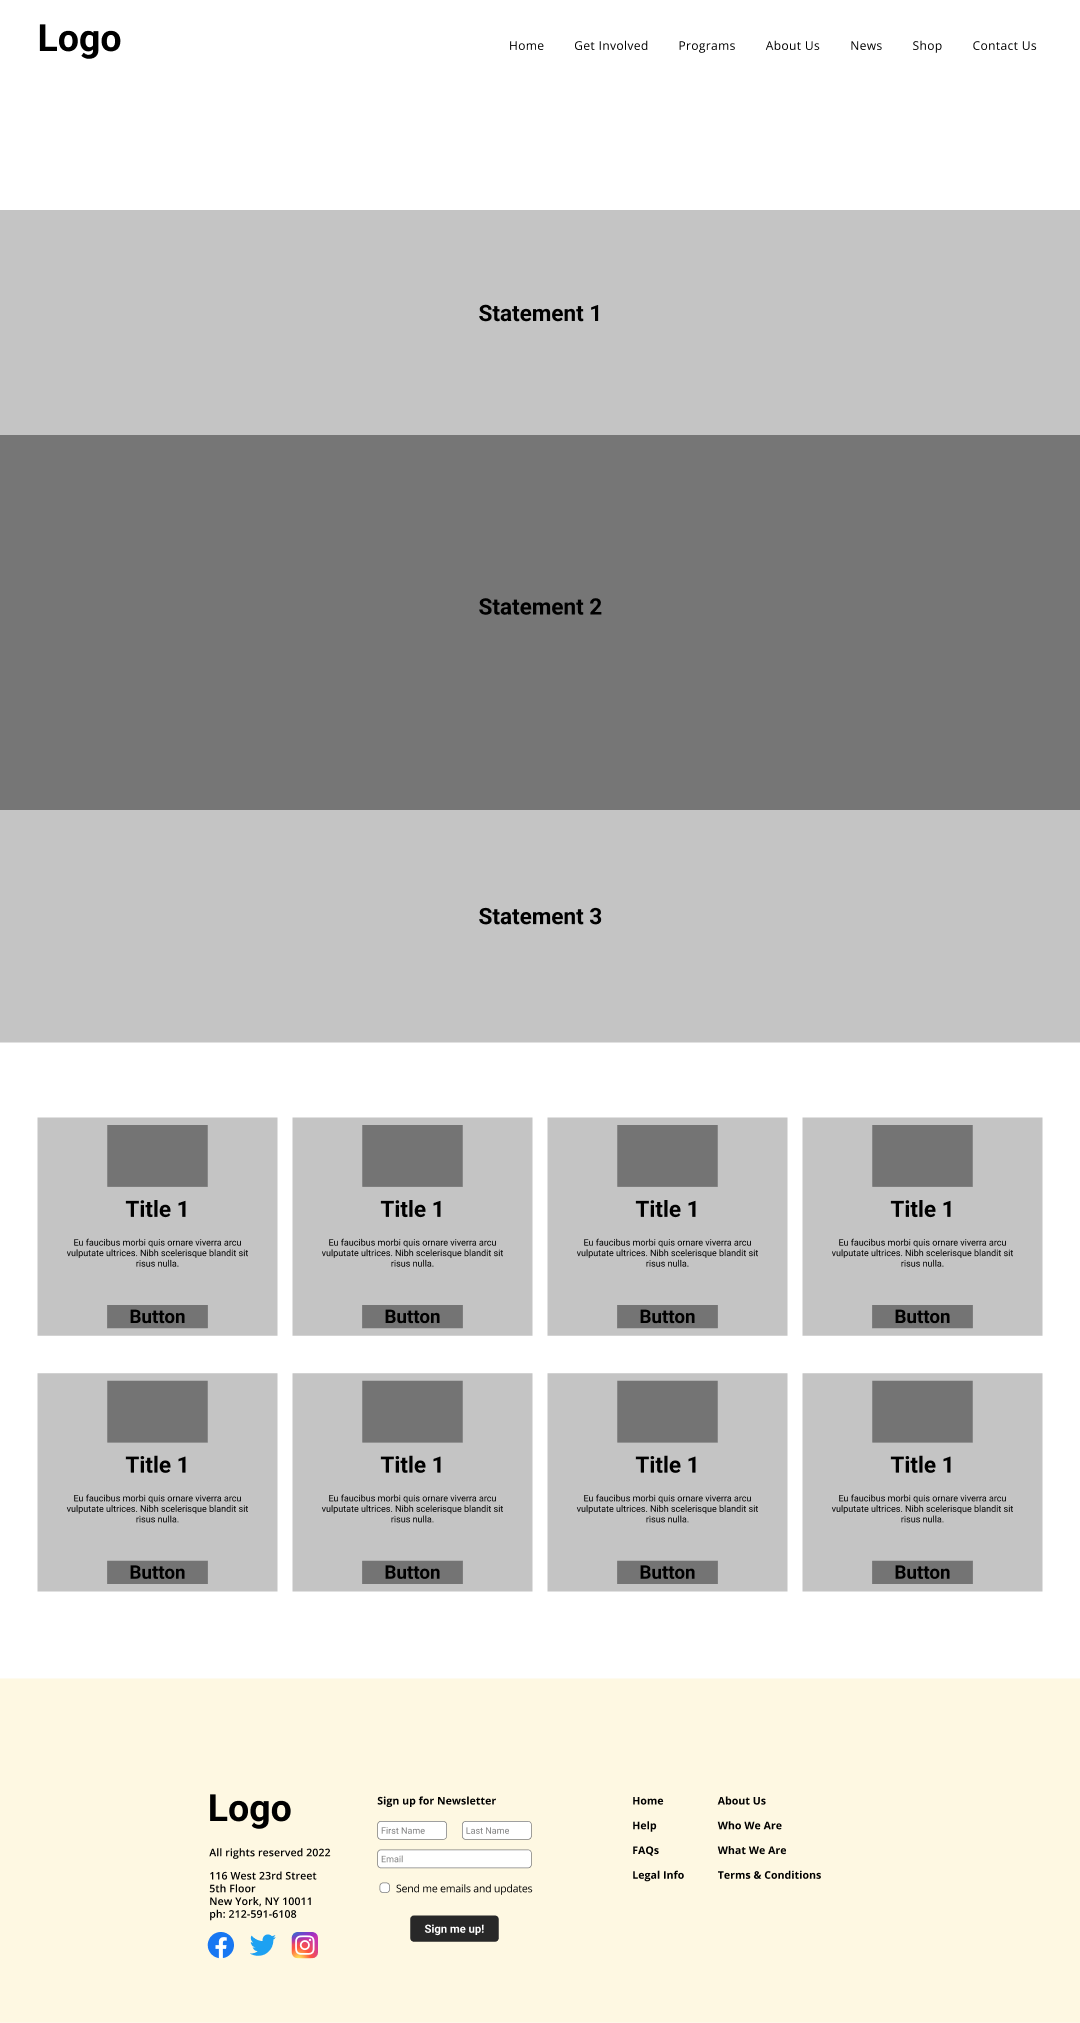 Logo
Home Get Involved Programs About Us News Shop Contact Us
Statement 1
Statement 2
Statement 3
Title 1
Eu faucibus morbi quis ornare viverra arcu
vulputate ultrices. Nibh scelerisque blandit sit
risus nulla.
Button
Title 1
Eu faucibus morbi quis ornare viverra arcu
vulputate ultrices. Nibh scelerisque blandit sit
risus nulla.
Button
Title 1
Eu faucibus morbi quis ornare viverra arcu
vulputate ultrices. Nibh scelerisque blandit sit
risus nulla.
Button
Title 1
Eu faucibus morbi quis ornare viverra arcu
vulputate ultrices. Nibh scelerisque blandit sit
risus nulla.
Button
Title 1
Eu faucibus morbi quis ornare viverra arcu
vulputate ultrices. Nibh scelerisque blandit sit
risus nulla.
Button
Title 1
Eu faucibus morbi quis ornare viverra arcu
vulputate ultrices. Nibh scelerisque blandit sit
risus nulla.
Button
Title 1
Eu faucibus morbi quis ornare viverra arcu
vulputate ultrices. Nibh scelerisque blandit sit
risus nulla.
Button
Title 1
Eu faucibus morbi quis ornare viverra arcu
vulputate ultrices. Nibh scelerisque blandit sit
risus nulla.
Button
Logo
All rights reserved 2022
116 West 23rd Street
5th Floor
New York, NY 10011
ph: 212-591-6108
Sign up for Newsletter
First Name Last Name
Email
Send me emails and updates
Sign me up!
Home
Help
FAQs
Legal Info
About Us
Who We Are
What We Are
Terms & Conditions